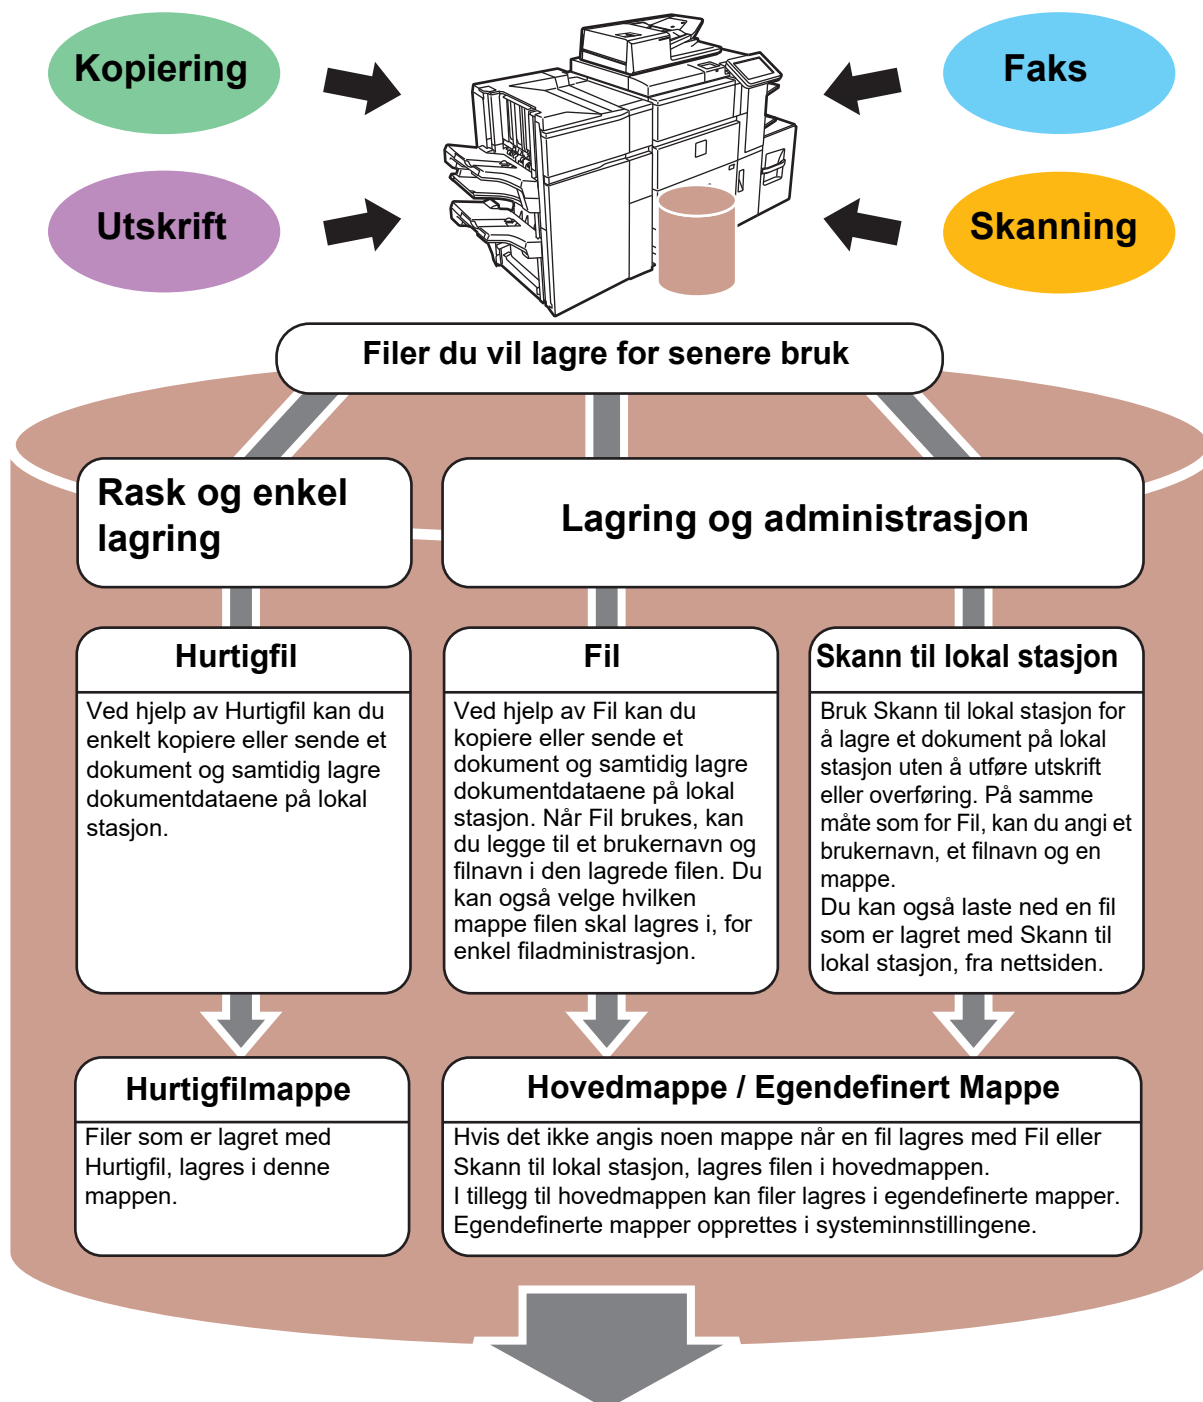 Kopiering
Faks
Utskrift
Skanning
Filer du vil lagre for senere bruk
Rask og enkel
lagring
Lagring og administrasjon
Hurtigfil
Ved hjelp av Hurtigfil kan du
enkelt kopiere eller sende et
dokument og samtidig lagre
dokumentdataene på lokal
stasjon.
Fil
Ved hjelp av Fil kan du
kopiere eller sende et
dokument og samtidig lagre
dokumentdataene på lokal
stasjon. Når Fil brukes, kan
du legge til et brukernavn og
filnavn i den lagrede filen. Du
kan også velge hvilken
mappe filen skal lagres i, for
enkel filadministrasjon.
Skann til lokal stasjon
Bruk Skann til lokal stasjon for
å lagre et dokument på lokal
stasjon uten å utføre utskrift
eller overføring. På samme
måte som for Fil, kan du angi et
brukernavn, et filnavn og en
mappe.
Du kan også laste ned en fil
som er lagret med Skann til
lokal stasjon, fra nettsiden.
Hurtigfilmappe
Filer som er lagret med
Hurtigfil, lagres i denne
mappen.
Hovedmappe / Egendefinert Mappe
Hvis det ikke angis noen mappe når en fil lagres med Fil eller
Skann til lokal stasjon, lagres filen i hovedmappen.
I tillegg til hovedmappen kan filer lagres i egendefinerte mapper.
Egendefinerte mapper opprettes i systeminnstillingene.